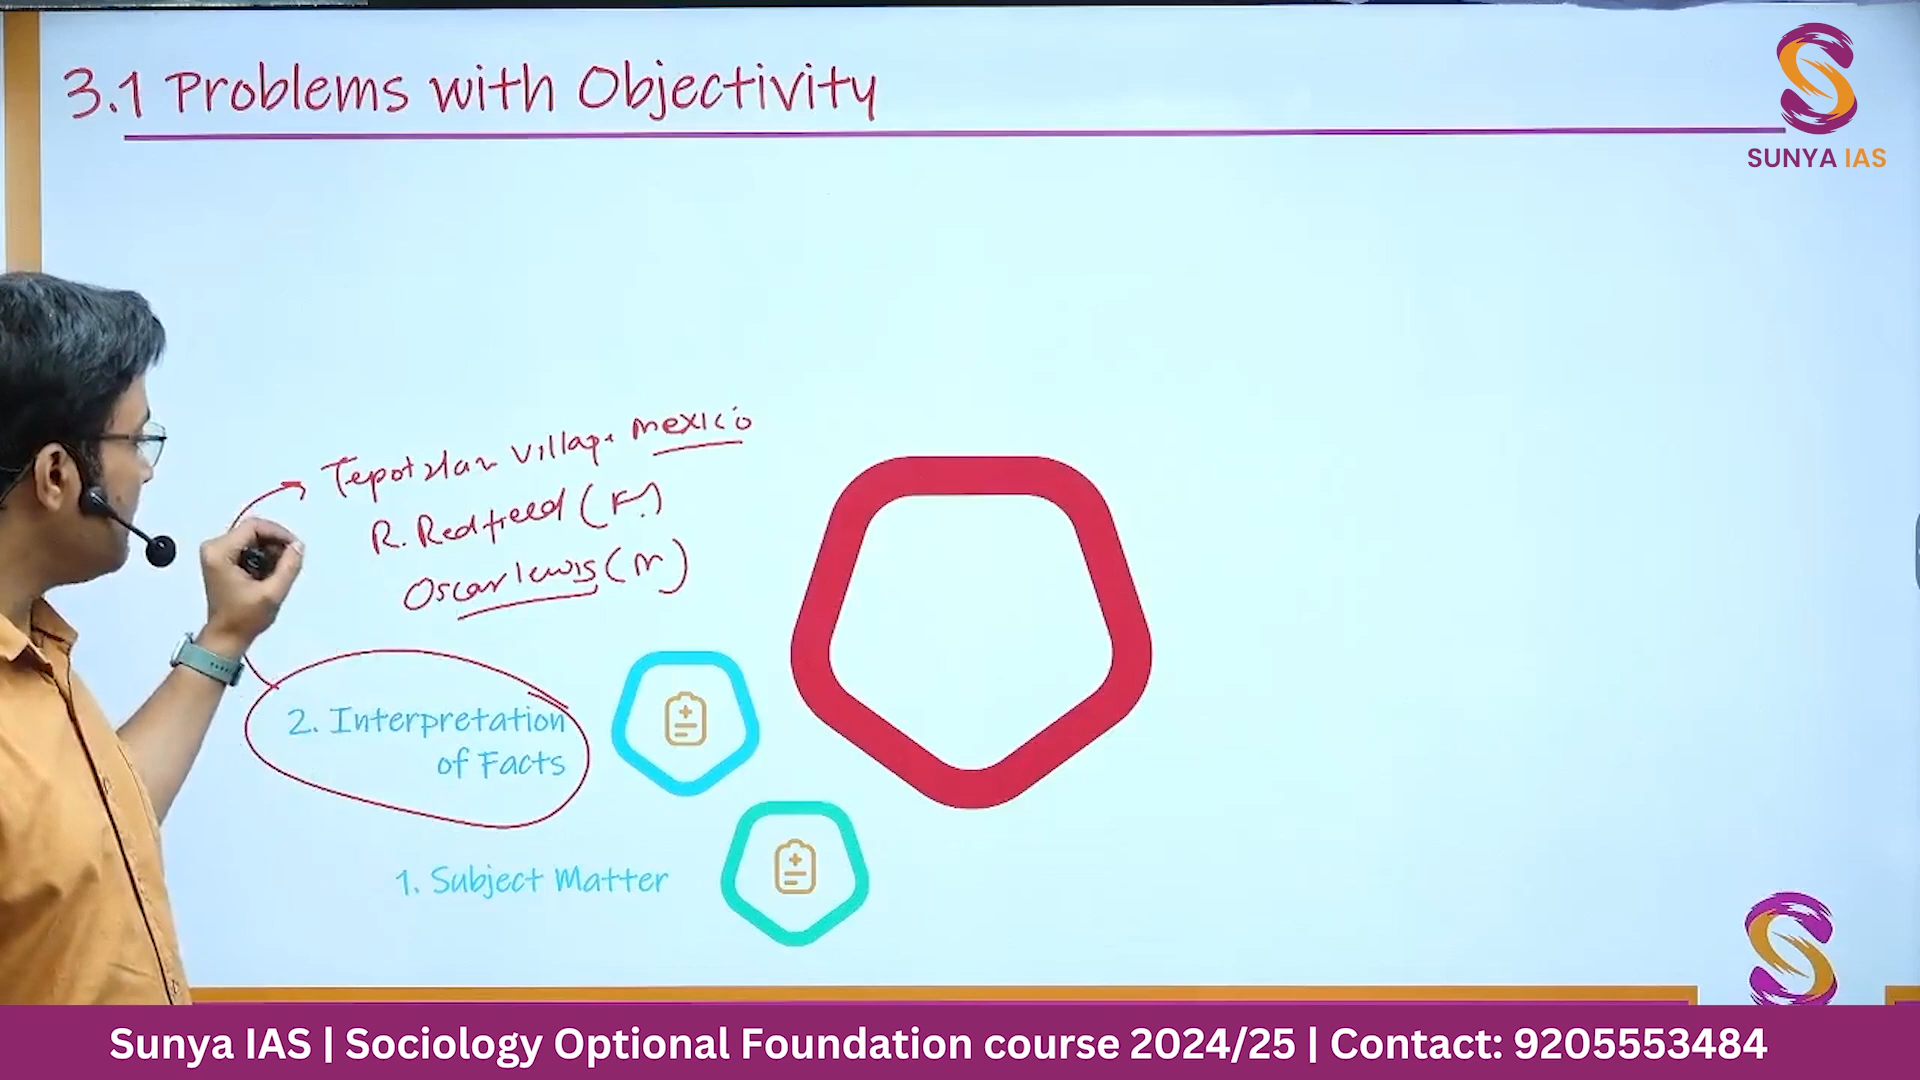 3.1 Problems with Objectivity
SUNYA IAS
Tepotzlan Village Mexico
R. Redfield (F.)
Oscar lewis (M)
2. Interpretation
of Facts
1. Subject Matter
Sunya IAS | Sociology Optional Foundation course 2024/25 | Contact: 9205553484